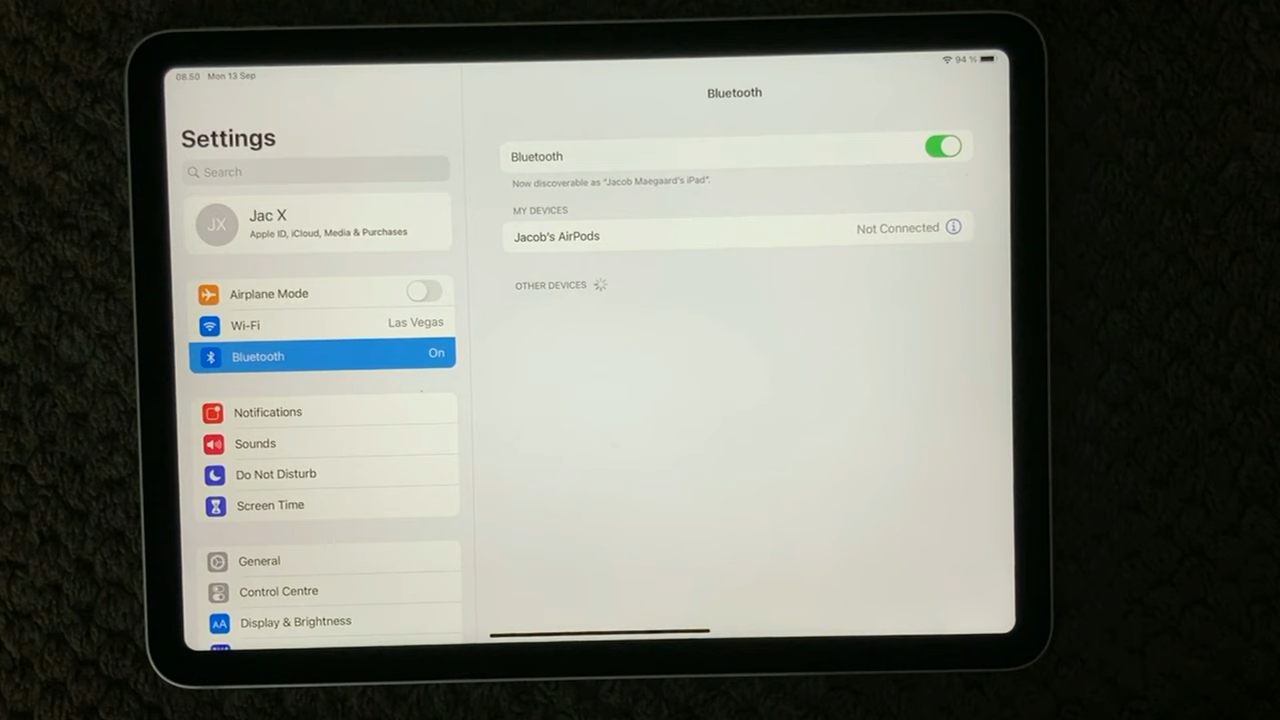 08.50 Mon 13 Sep
94 %
Settings
Search
JX
Jac X
Apple ID, iCloud, Media & Purchases
Airplane Mode
Wi-Fi Las Vegas
Bluetooth On
Notifications
Sounds
Do Not Disturb
Screen Time
General
Control Centre
AA Display & Brightness
Bluetooth
Bluetooth
Now discoverable as "Jacob Maegaard's iPad".
MY DEVICES
Jacob's AirPods Not Connected
OTHER DEVICES